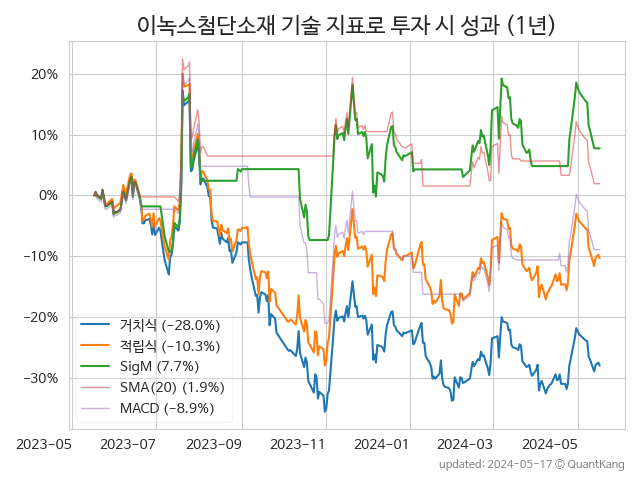 이녹스첨단소재 기술 지표로 투자 시 성과 (1년)
20%
10%
0%
−10%
−20%
−30%
거치식 (−28.0%)
적립식 (−10.3%)
SigM (7.7%)
SMA(20) (1.9%)
MACD (−8.9%)
2023-05 2023-07 2023-09 2023-11 2024-01 2024-03 2024-05
updated: 2024-05-17 © QuantKang